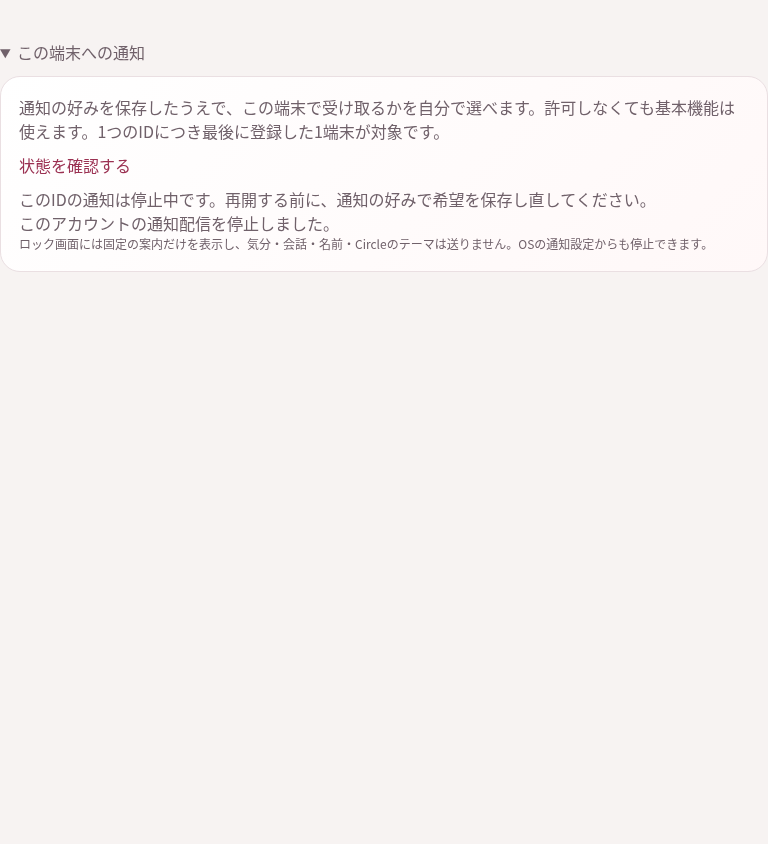 ▼ この端末への通知
通知の好みを保存したうえで、この端末で受け取るかを自分で選べます。許可しなくても基本機能は
使えます。1つのIDにつき最後に登録した1端末が対象です。
状態を確認する
このIDの通知は停止中です。再開する前に、通知の好みで希望を保存し直してください。
このアカウントの通知配信を停止しました。
ロック画面には固定の案内だけを表示し、気分・会話・名前・Circleのテーマは送りません。OSの通知設定からも停止できます。